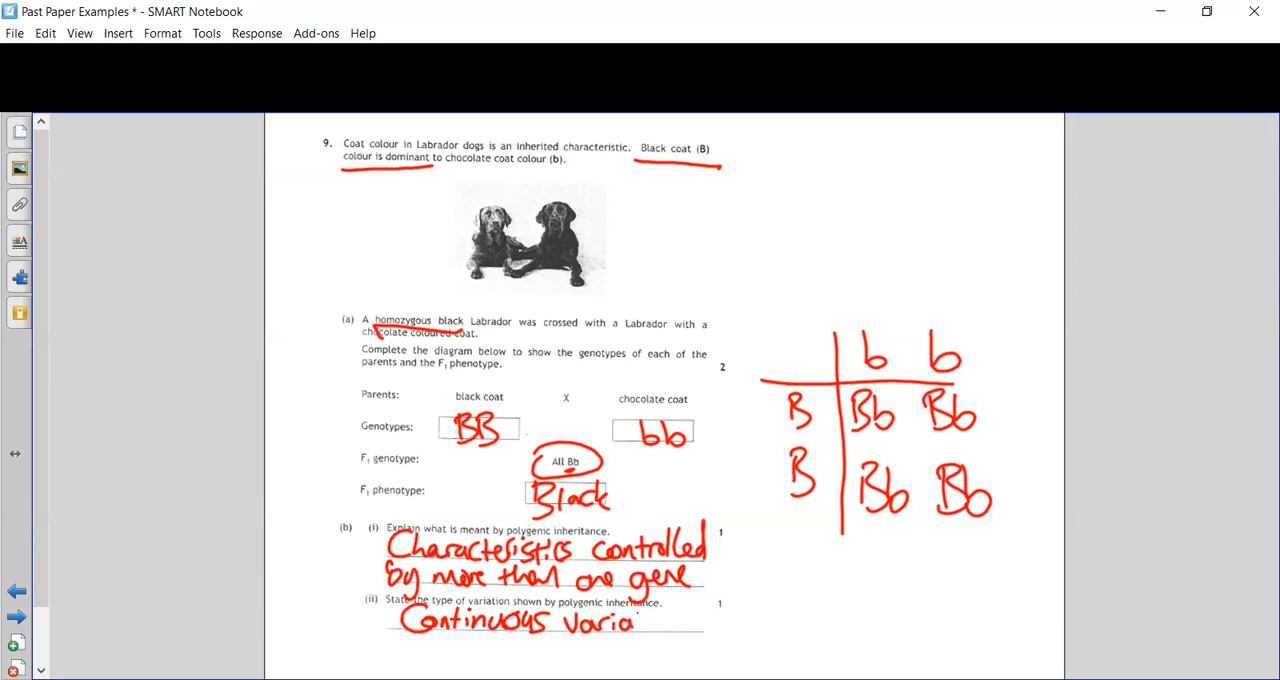 Past Paper Examples * - SMART Notebook
File Edit View Insert Format Tools Response Add-ons Help
9. Coat colour in Labrador dogs is an inherited characteristic. Black coat (B)
colour is dominant to chocolate coat colour (b).
(a) A homozygous black Labrador was crossed with a Labrador with a
chocolate coloured coat.
Complete the diagram below to show the genotypes of each of the
parents and the F1 phenotype. 2
Parents: black coat X chocolate coat
Genotypes: BB bb
F1 genotype: All Bb
F1 phenotype: Black
b b
B Bb Bb
B Bb Bb
(b) (i) Explain what is meant by polygenic inheritance. 1
Characteristics controlled
by more than one gene
(ii) State the type of variation shown by polygenic inheritance. 1
Continuous varia